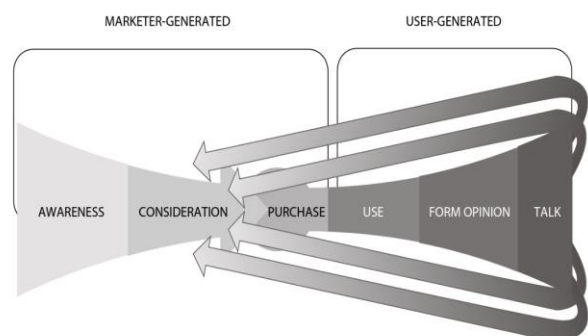 MARKETER-GENERATED USER-GENERATED
AWARENESS CONSIDERATION PURCHASE USE FORM OPINION TALK